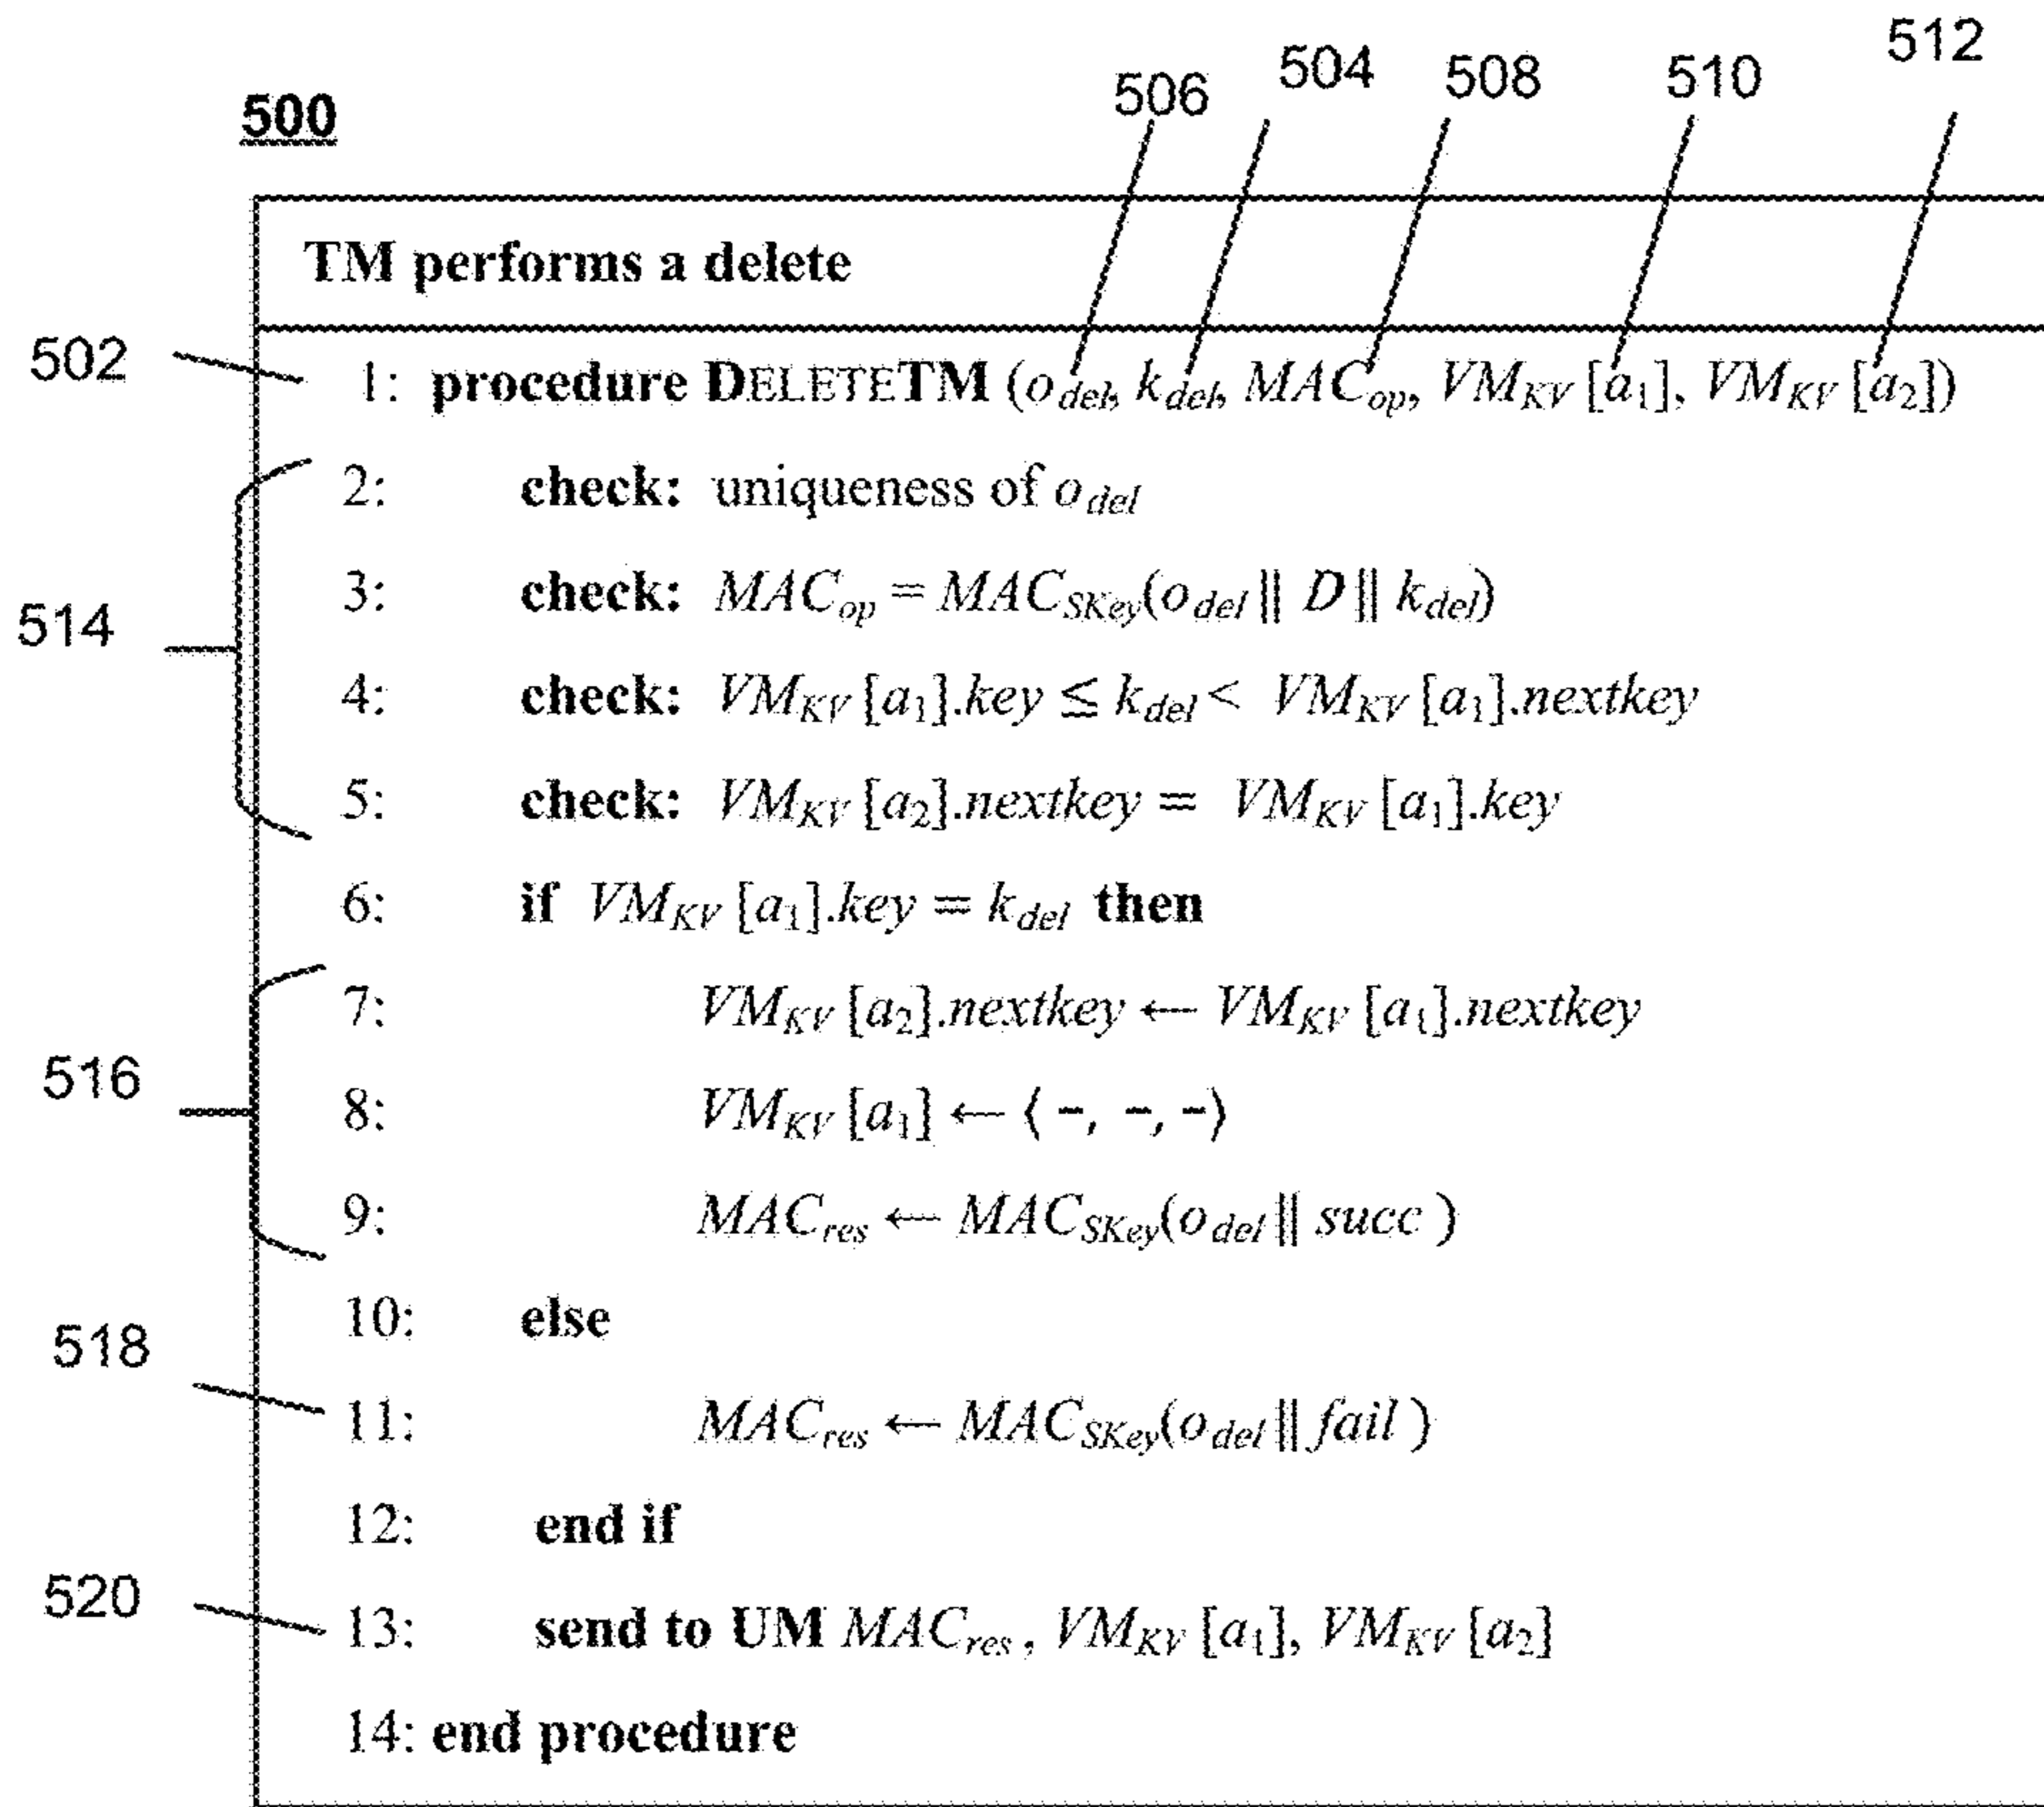 512
504 508 510
506
500
TM performs a delete
502
1: procedure DELETETM (o_del, k_del, MAC_op, VM_KV [a_1], VM_KV [a_2])
2: check: uniqueness of o_del
3: check: MAC_op = MAC_SKey(o_del || D || k_del)
514
4: check: VM_KV [a_1].key ≦ k_del < VM_KV [a_1].nextkey
5: check: VM_KV [a_2].nextkey = VM_KV [a_1].key
6: if VM_KV [a_1].key = k_del then
7: VM_KV [a_2].nextkey ← VM_KV [a_1].nextkey
516
8: VM_KV [a_1] ← ⟨ -, -, -⟩
9: MAC_res ← MAC_SKey(o_del || succ )
10: else
518
11: MAC_res ← MAC_SKey(o_del || fail )
12: end if
520
13: send to UM MAC_res , VM_KV [a_1], VM_KV [a_2]
14: end procedure